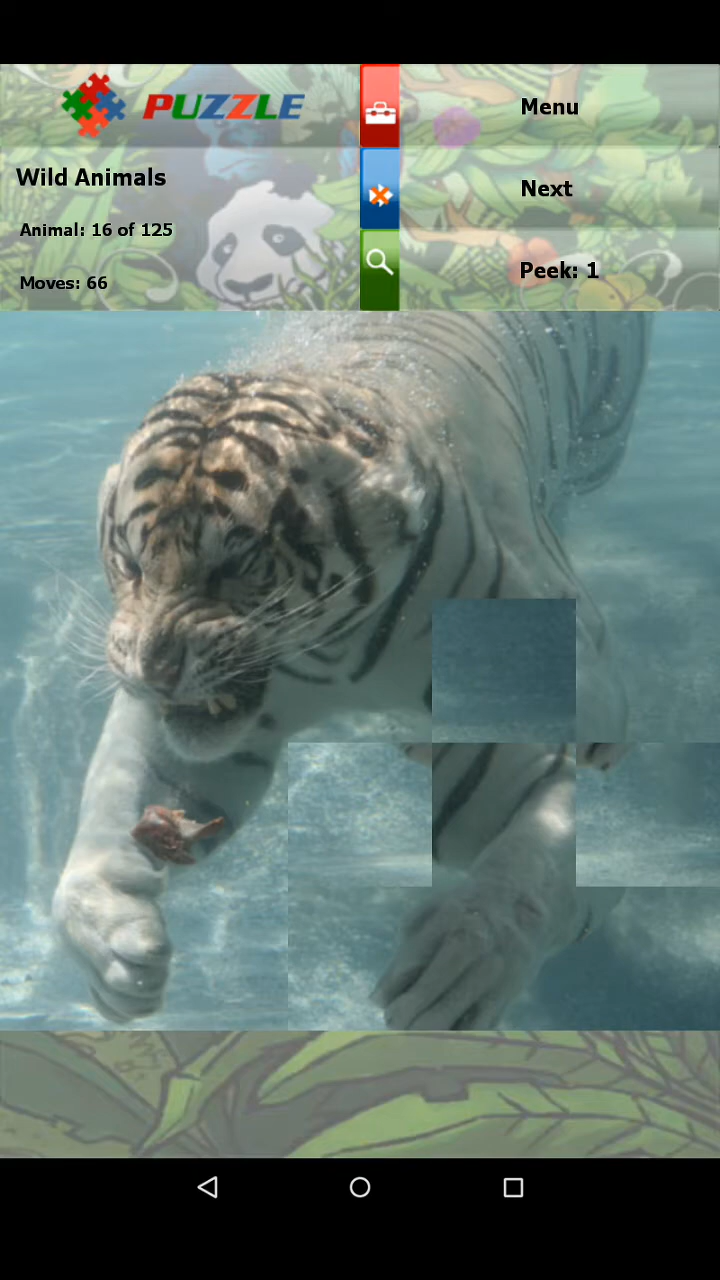 PUZZLE
Menu
Wild Animals
Next
Animal: 16 of 125
Peek: 1
Moves: 66